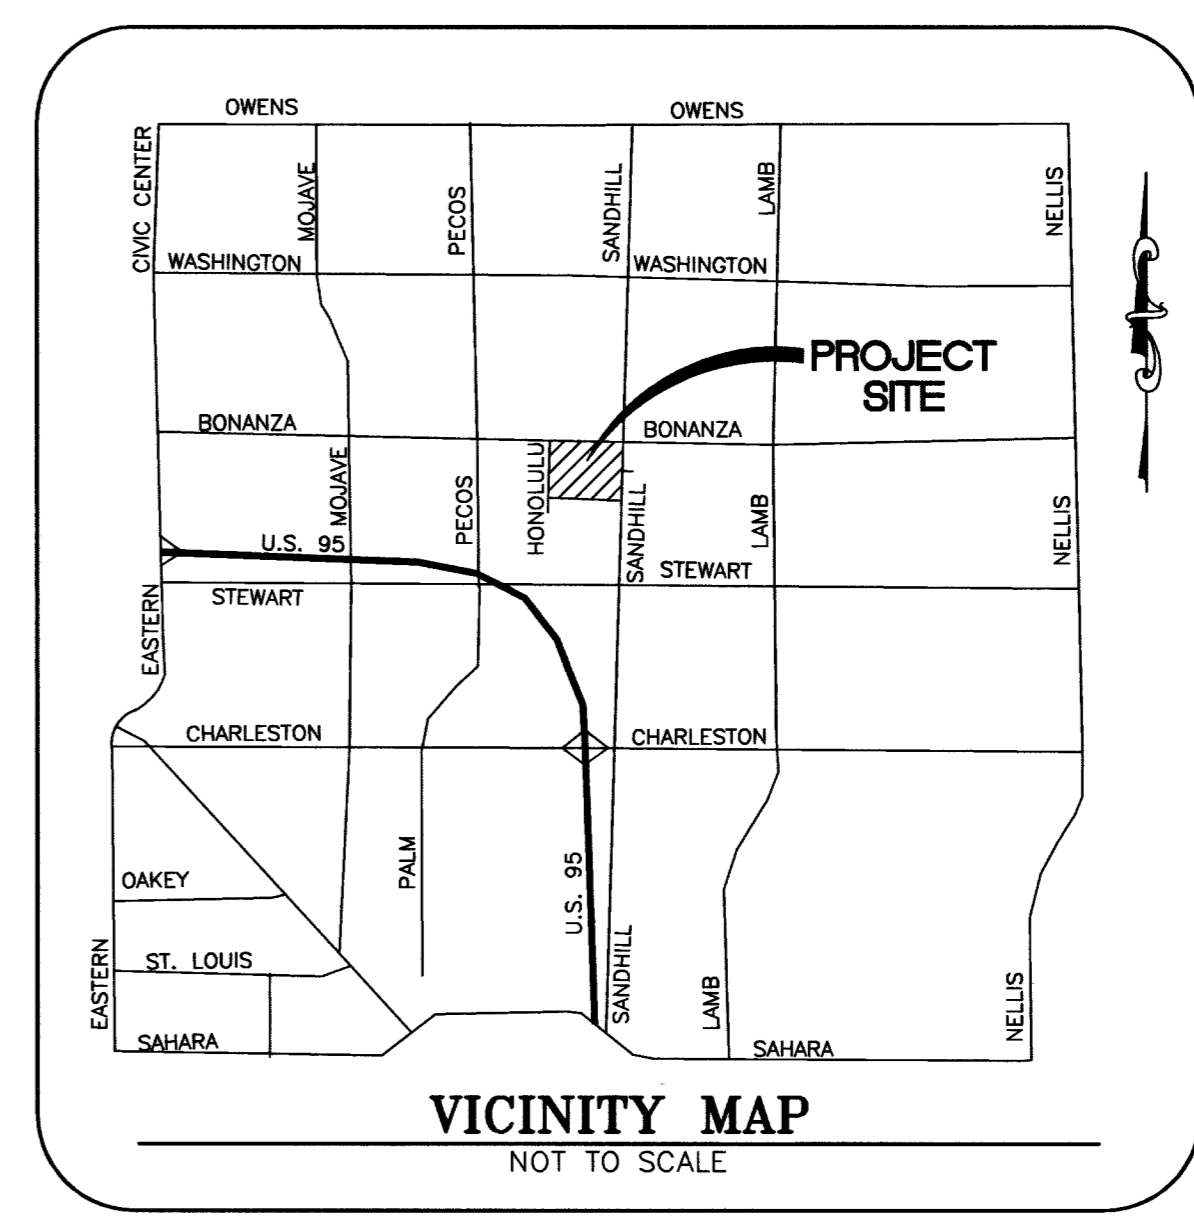 OWENS
OWENS
CIVIC CENTER
MOJAVE
PECOS
SANDHILL
LAMB
NELLIS
WASHINGTON
WASHINGTON
PROJECT
SITE
BONANZA
BONANZA
MOJAVE
PECOS
HONOLULU
SANDHILL
LAMB
NELLIS
U.S. 95
STEWART
STEWART
EASTERN
CHARLESTON
CHARLESTON
PALM
U.S. 95
OAKEY
EASTERN
ST. LOUIS
SANDHILL
LAMB
NELLIS
SAHARA
SAHARA
VICINITY MAP
NOT TO SCALE